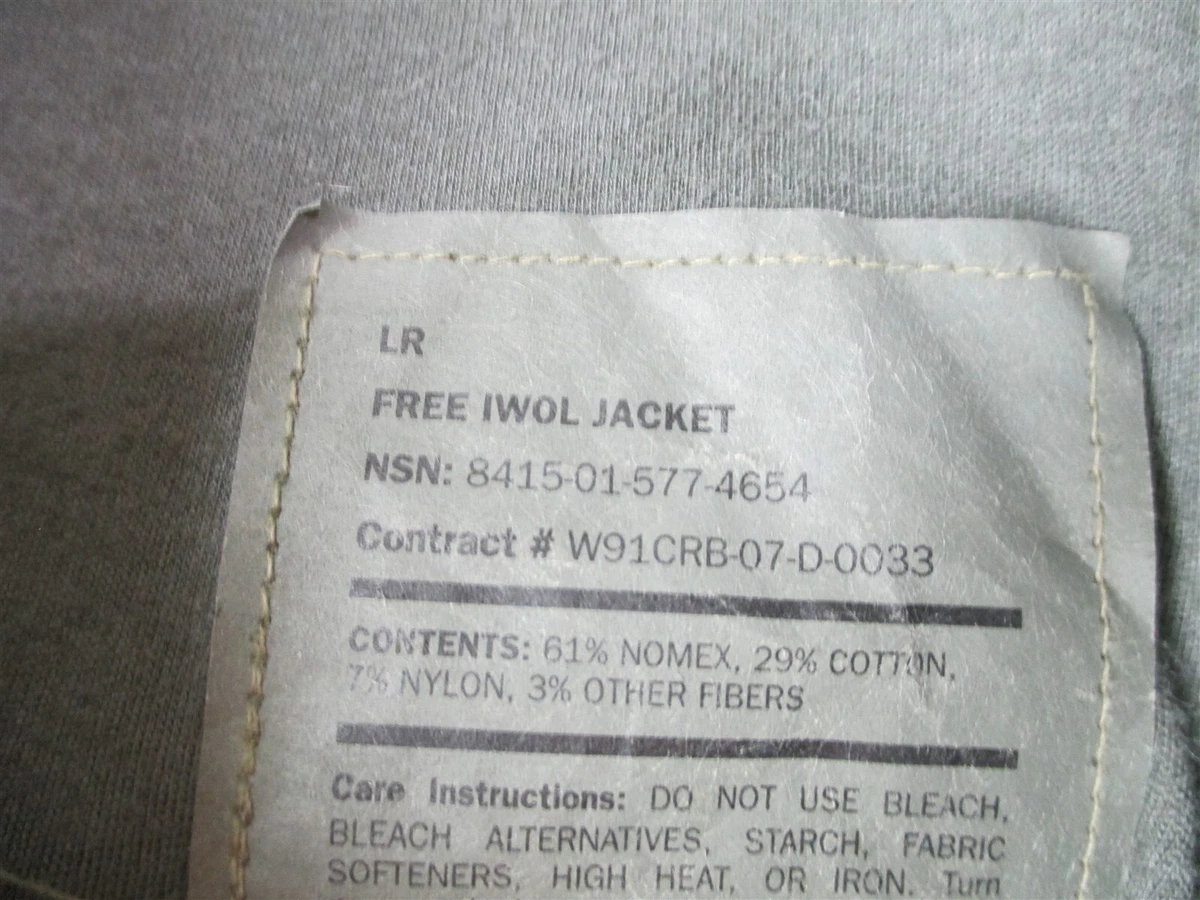 LR
FREE IWOL JACKET
NSN: 8415-01-577-4654
Contract # W91CRB-07-D-0033
CONTENTS: 61% NOMEX, 29% COTTON,
7% NYLON, 3% OTHER FIBERS
Care Instructions: DO NOT USE BLEACH,
BLEACH ALTERNATIVES, STARCH, FABRIC
SOFTENERS, HIGH HEAT, OR IRON. Turn